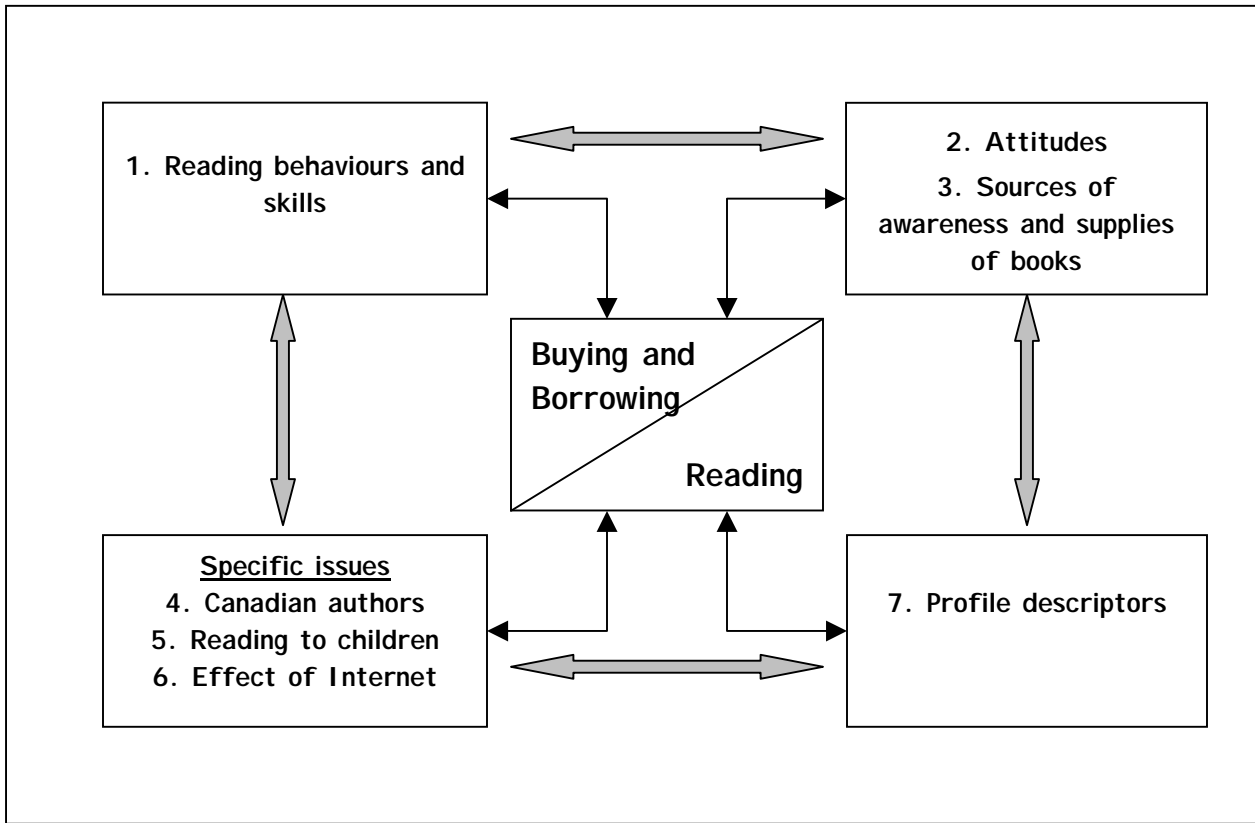 1. Reading behaviours and
skills
2. Attitudes
3. Sources of
awareness and supplies
of books
Buying and
Borrowing
Reading
Specific issues
4. Canadian authors
5. Reading to children
6. Effect of Internet
7. Profile descriptors